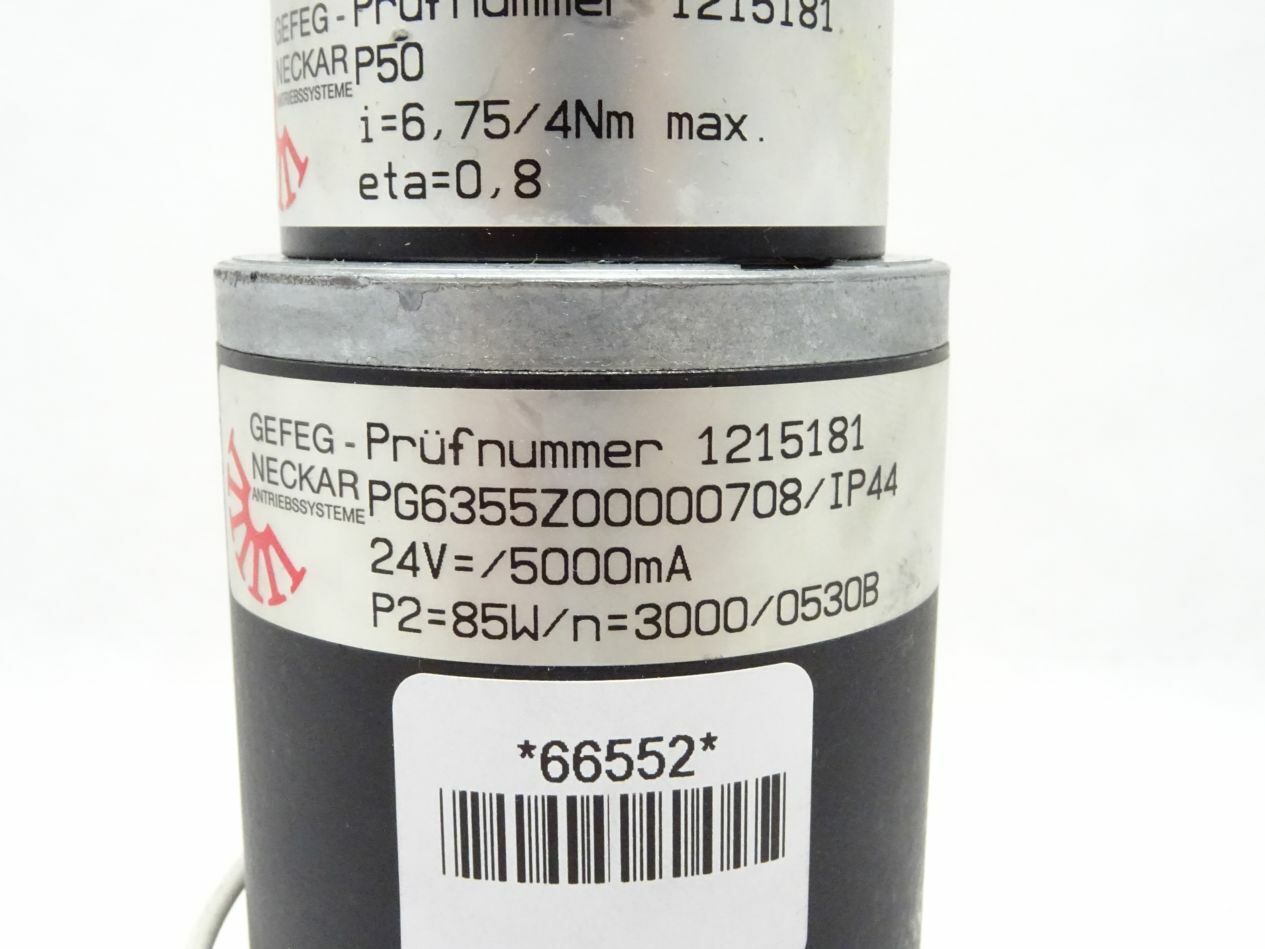 GEFEG - Prüfnummer 1215181
NECKAR P50
ANTRIEBSSYSTEME
i=6,75/4Nm max.
eta=0,8
GEFEG - Prüfnummer 1215181
NECKAR
ANTRIEBSSYSTEME PG6355Z00000708/IP44
24V=/5000mA
P2=85W/n=3000/0530B
*66552*